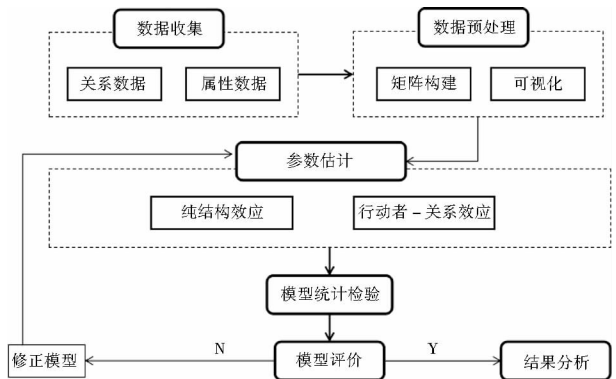 数据收集
数据预处理
关系数据
属性数据
矩阵构建
可视化
参数估计
纯结构效应
行动者－关系效应
模型统计检验
修正模型
N
模型评价
Y
结果分析